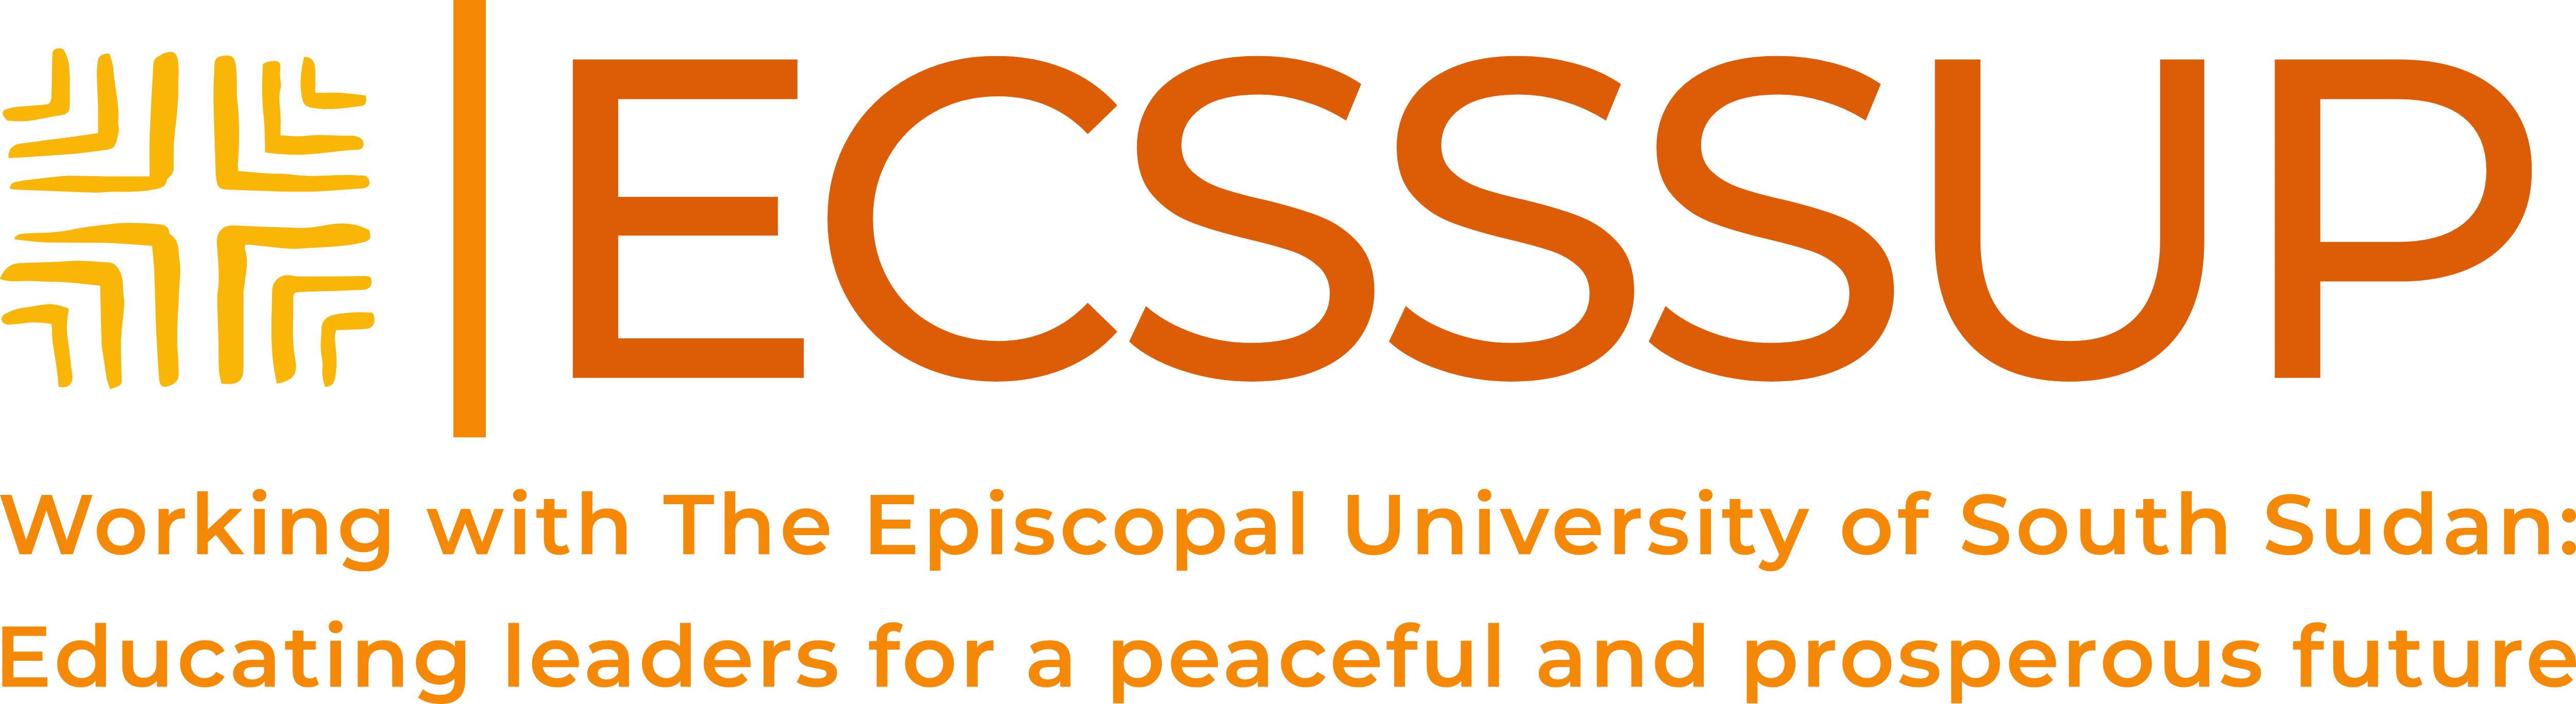 ECSSSUP
Working with The Episcopal University of South Sudan:
Educating leaders for a peaceful and prosperous future